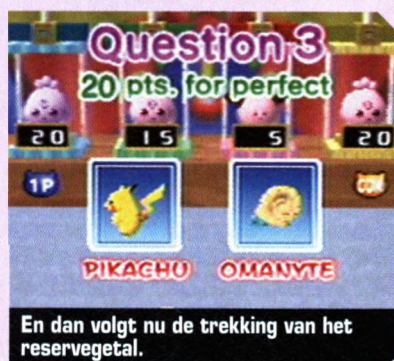 Question 3
20 pts. for perfect
20 15 5 20
1P
PIKACHU OMANYTE
En dan volgt nu de trekking van het
reservegetal.